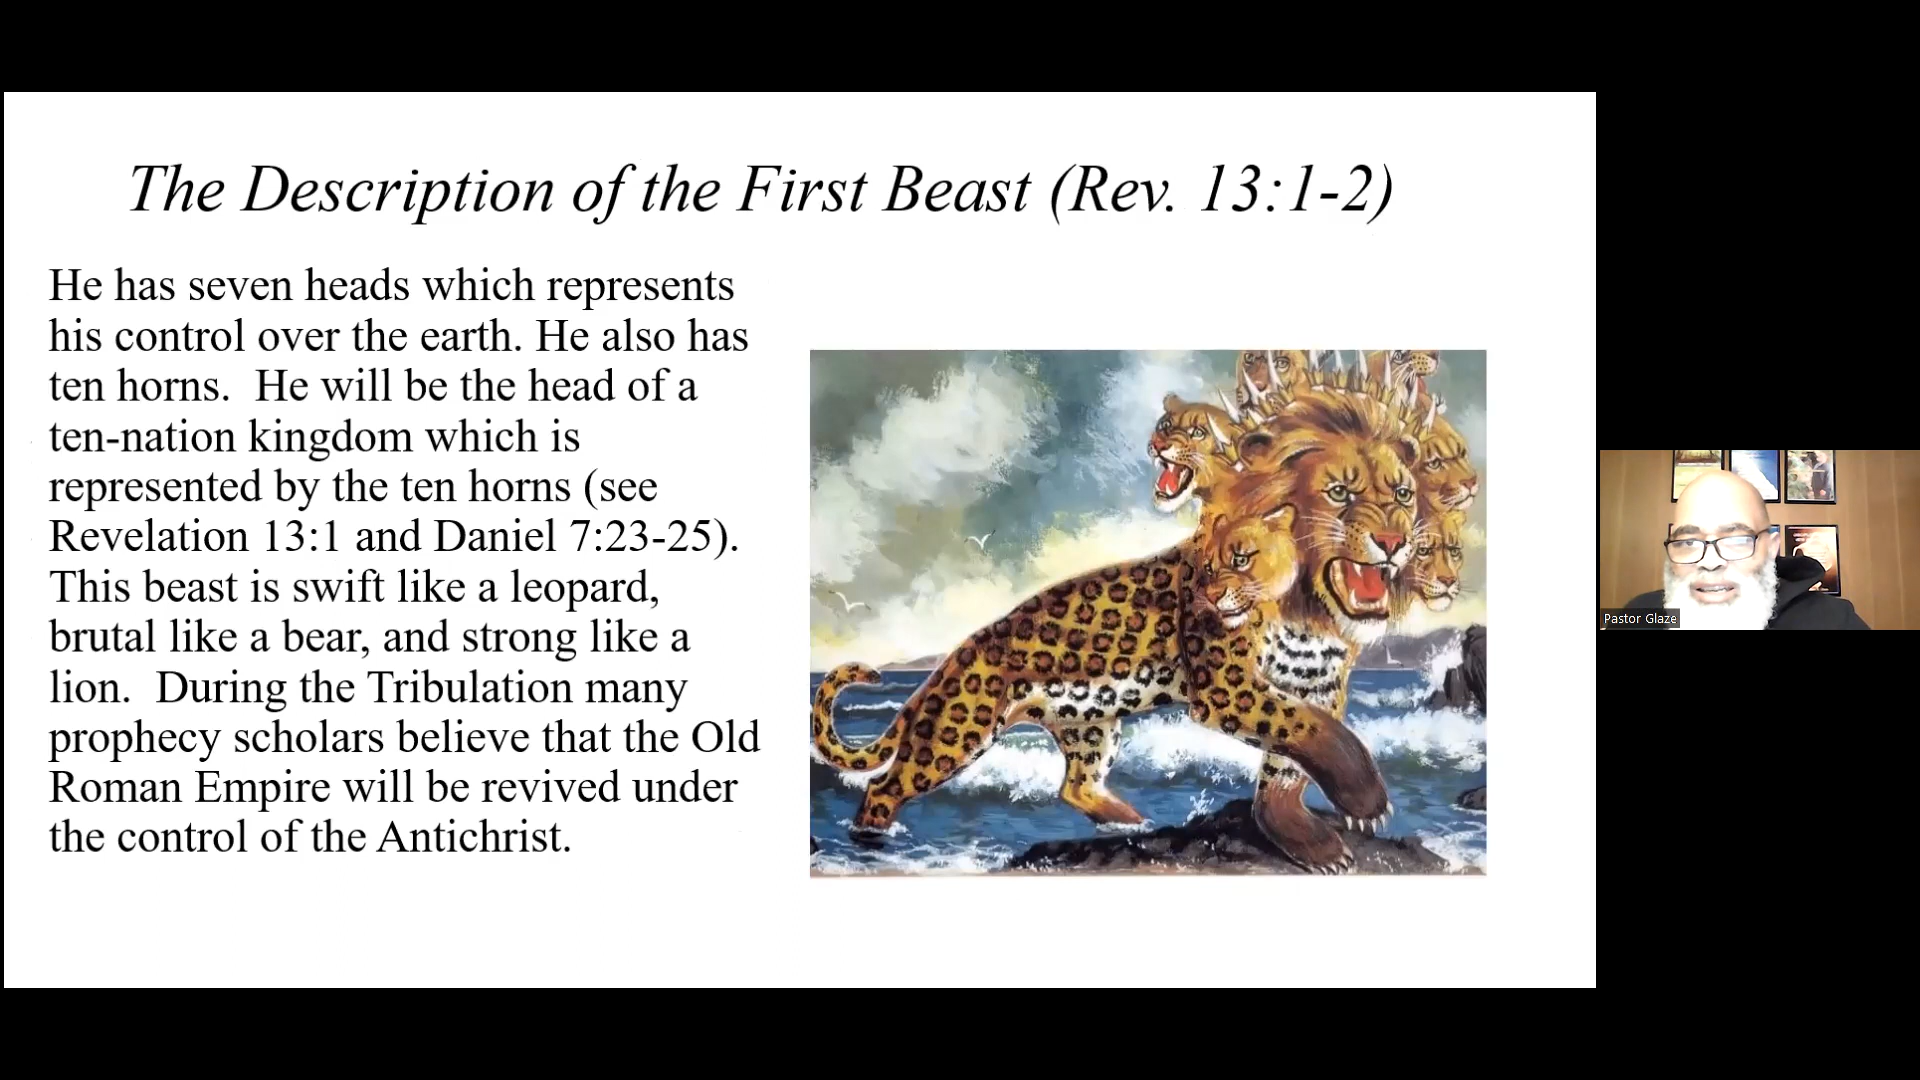 The Description of the First Beast (Rev. 13:1-2)
He has seven heads which represents
his control over the earth. He also has
ten horns.  He will be the head of a
ten-nation kingdom which is
represented by the ten horns (see
Revelation 13:1 and Daniel 7:23-25).
This beast is swift like a leopard,
brutal like a bear, and strong like a
lion.  During the Tribulation many
prophecy scholars believe that the Old
Roman Empire will be revived under
the control of the Antichrist.
Pastor Glaze